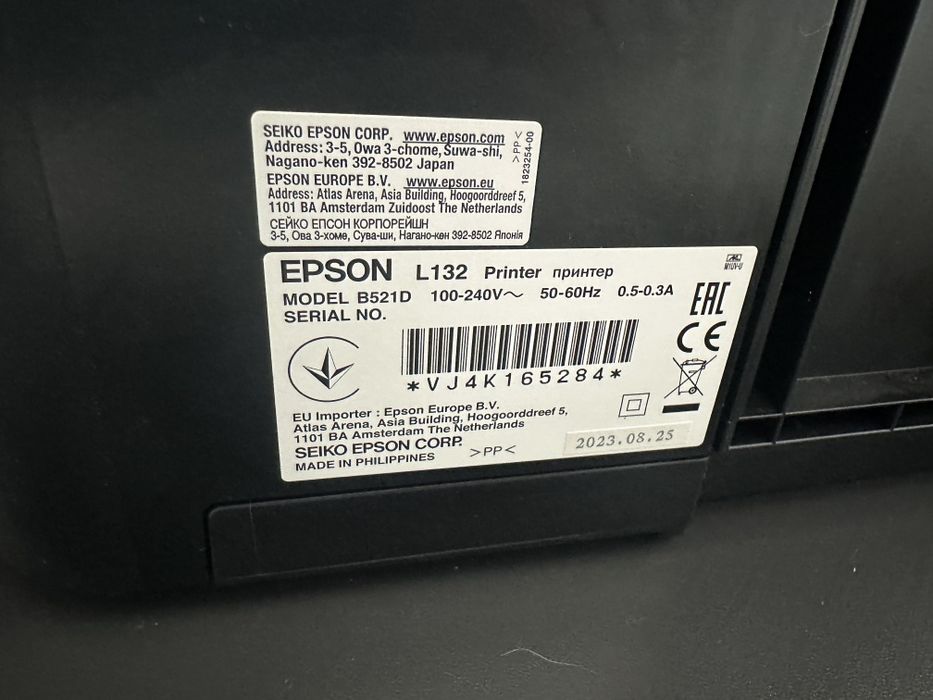 SEIKO EPSON CORP. www.epson.com
Address: 3-5, Owa 3-chome, Suwa-shi,
Nagano-ken 392-8502 Japan
EPSON EUROPE B.V. www.epson.eu
Address: Atlas Arena, Asia Building, Hoogoorddreef 5,
1101 BA Amsterdam Zuidoost The Netherlands
СЕЙКО ЕПСОН КОРПОРЕЙШН
3-5, Ова 3-хоме, Сува-ши, Нагано-кен 392-8502 Японія
>PP<
1823254-00
EPSON L132 Printer принтер
MODEL B521D 100-240V~ 50-60Hz 0.5-0.3A
SERIAL NO.
M1UV-U
EAC
CE
*VJ4K165284*
EU Importer : Epson Europe B.V.
Atlas Arena, Asia Building, Hoogoorddreef 5,
1101 BA Amsterdam The Netherlands
SEIKO EPSON CORP. >PP<
MADE IN PHILIPPINES
2023.08.25